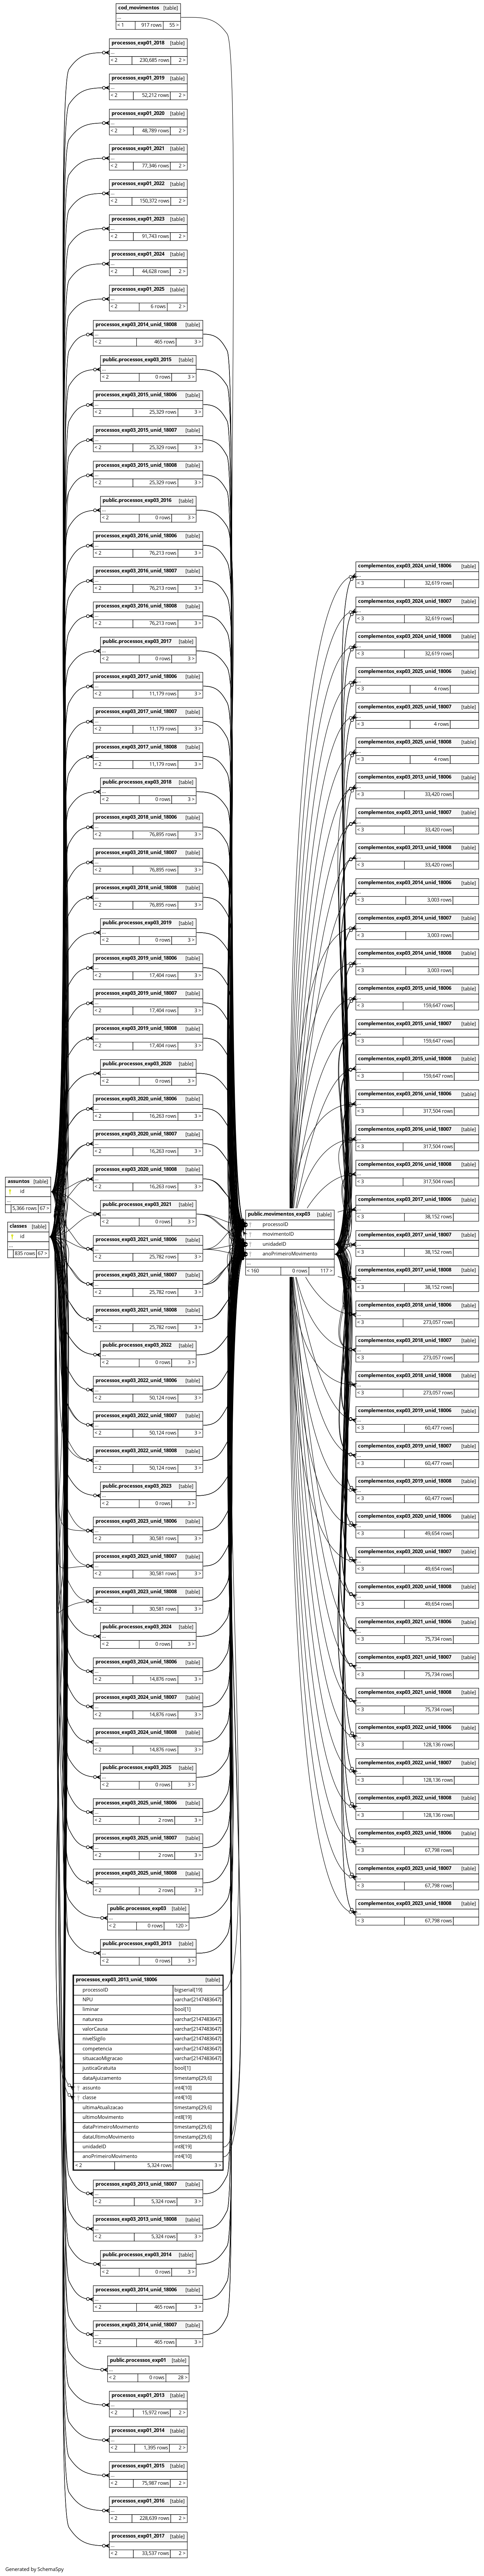 cod_movimentos [table]
...
< 1 917 rows 55 >
processos_exp01_2018 [table]
...
< 2 230,685 rows 2 >
processos_exp01_2019 [table]
...
< 2 52,212 rows 2 >
processos_exp01_2020 [table]
...
< 2 48,789 rows 2 >
processos_exp01_2021 [table]
...
< 2 77,346 rows 2 >
processos_exp01_2022 [table]
...
< 2 150,372 rows 2 >
processos_exp01_2023 [table]
...
< 2 91,743 rows 2 >
processos_exp01_2024 [table]
...
< 2 44,628 rows 2 >
processos_exp01_2025 [table]
...
< 2 6 rows 2 >
processos_exp03_2014_unid_18008 [table]
...
< 2 465 rows 3 >
public.processos_exp03_2015 [table]
...
< 2 0 rows 3 >
processos_exp03_2015_unid_18006 [table]
...
< 2 25,329 rows 3 >
processos_exp03_2015_unid_18007 [table]
...
< 2 25,329 rows 3 >
processos_exp03_2015_unid_18008 [table]
...
< 2 25,329 rows 3 >
public.processos_exp03_2016 [table]
...
< 2 0 rows 3 >
processos_exp03_2016_unid_18006 [table]
...
< 2 76,213 rows 3 >
processos_exp03_2016_unid_18007 [table]
...
< 2 76,213 rows 3 >
processos_exp03_2016_unid_18008 [table]
...
< 2 76,213 rows 3 >
public.processos_exp03_2017 [table]
...
< 2 0 rows 3 >
processos_exp03_2017_unid_18006 [table]
...
< 2 11,179 rows 3 >
processos_exp03_2017_unid_18007 [table]
...
< 2 11,179 rows 3 >
processos_exp03_2017_unid_18008 [table]
...
< 2 11,179 rows 3 >
public.processos_exp03_2018 [table]
...
< 2 0 rows 3 >
processos_exp03_2018_unid_18006 [table]
...
< 2 76,895 rows 3 >
processos_exp03_2018_unid_18007 [table]
...
< 2 76,895 rows 3 >
processos_exp03_2018_unid_18008 [table]
...
< 2 76,895 rows 3 >
public.processos_exp03_2019 [table]
...
< 2 0 rows 3 >
processos_exp03_2019_unid_18006 [table]
...
< 2 17,404 rows 3 >
processos_exp03_2019_unid_18007 [table]
...
< 2 17,404 rows 3 >
processos_exp03_2019_unid_18008 [table]
...
< 2 17,404 rows 3 >
public.processos_exp03_2020 [table]
...
< 2 0 rows 3 >
processos_exp03_2020_unid_18006 [table]
...
< 2 16,263 rows 3 >
processos_exp03_2020_unid_18007 [table]
...
< 2 16,263 rows 3 >
processos_exp03_2020_unid_18008 [table]
...
< 2 16,263 rows 3 >
public.processos_exp03_2021 [table]
...
< 2 0 rows 3 >
processos_exp03_2021_unid_18006 [table]
...
< 2 25,782 rows 3 >
processos_exp03_2021_unid_18007 [table]
...
< 2 25,782 rows 3 >
processos_exp03_2021_unid_18008 [table]
...
< 2 25,782 rows 3 >
public.processos_exp03_2022 [table]
...
< 2 0 rows 3 >
processos_exp03_2022_unid_18006 [table]
...
< 2 50,124 rows 3 >
processos_exp03_2022_unid_18007 [table]
...
< 2 50,124 rows 3 >
processos_exp03_2022_unid_18008 [table]
...
< 2 50,124 rows 3 >
public.processos_exp03_2023 [table]
...
< 2 0 rows 3 >
processos_exp03_2023_unid_18006 [table]
...
< 2 30,581 rows 3 >
processos_exp03_2023_unid_18007 [table]
...
< 2 30,581 rows 3 >
processos_exp03_2023_unid_18008 [table]
...
< 2 30,581 rows 3 >
public.processos_exp03_2024 [table]
...
< 2 0 rows 3 >
processos_exp03_2024_unid_18006 [table]
...
< 2 14,876 rows 3 >
processos_exp03_2024_unid_18007 [table]
...
< 2 14,876 rows 3 >
processos_exp03_2024_unid_18008 [table]
...
< 2 14,876 rows 3 >
public.processos_exp03_2025 [table]
...
< 2 0 rows 3 >
processos_exp03_2025_unid_18006 [table]
...
< 2 2 rows 3 >
processos_exp03_2025_unid_18007 [table]
...
< 2 2 rows 3 >
processos_exp03_2025_unid_18008 [table]
...
< 2 2 rows 3 >
public.processos_exp03 [table]
...
< 2 0 rows 120 >
public.processos_exp03_2013 [table]
...
< 2 0 rows 3 >
processos_exp03_2013_unid_18006 [table]
processoID bigserial[19]
NPU varchar[2147483647]
liminar bool[1]
natureza varchar[2147483647]
valorCausa varchar[2147483647]
nivelSigilo varchar[2147483647]
competencia varchar[2147483647]
situacaoMigracao varchar[2147483647]
justicaGratuita bool[1]
dataAjuizamento timestamp[29,6]
assunto int4[10]
classe int4[10]
ultimaAtualizacao timestamp[29,6]
ultimoMovimento int8[19]
dataPrimeiroMovimento timestamp[29,6]
dataUltimoMovimento timestamp[29,6]
unidadeID int8[19]
anoPrimeiroMovimento int4[10]
< 2 5,324 rows 3 >
processos_exp03_2013_unid_18007 [table]
...
< 2 5,324 rows 3 >
processos_exp03_2013_unid_18008 [table]
...
< 2 5,324 rows 3 >
public.processos_exp03_2014 [table]
...
< 2 0 rows 3 >
processos_exp03_2014_unid_18006 [table]
...
< 2 465 rows 3 >
processos_exp03_2014_unid_18007 [table]
...
< 2 465 rows 3 >
public.processos_exp01 [table]
...
< 2 0 rows 28 >
processos_exp01_2013 [table]
...
< 2 15,972 rows 2 >
processos_exp01_2014 [table]
...
< 2 1,395 rows 2 >
processos_exp01_2015 [table]
...
< 2 75,987 rows 2 >
processos_exp01_2016 [table]
...
< 2 228,639 rows 2 >
processos_exp01_2017 [table]
...
< 2 33,537 rows 2 >
assuntos [table]
id
...
5,366 rows 67 >
classes [table]
id
...
835 rows 67 >
public.movimentos_exp03 [table]
processoID
movimentoID
unidadeID
anoPrimeiroMovimento
...
< 160 0 rows 117 >
complementos_exp03_2024_unid_18006 [table]
...
< 3 32,619 rows
complementos_exp03_2024_unid_18007 [table]
...
< 3 32,619 rows
complementos_exp03_2024_unid_18008 [table]
...
< 3 32,619 rows
complementos_exp03_2025_unid_18006 [table]
...
< 3 4 rows
complementos_exp03_2025_unid_18007 [table]
...
< 3 4 rows
complementos_exp03_2025_unid_18008 [table]
...
< 3 4 rows
complementos_exp03_2013_unid_18006 [table]
...
< 3 33,420 rows
complementos_exp03_2013_unid_18007 [table]
...
< 3 33,420 rows
complementos_exp03_2013_unid_18008 [table]
...
< 3 33,420 rows
complementos_exp03_2014_unid_18006 [table]
...
< 3 3,003 rows
complementos_exp03_2014_unid_18007 [table]
...
< 3 3,003 rows
complementos_exp03_2014_unid_18008 [table]
...
< 3 3,003 rows
complementos_exp03_2015_unid_18006 [table]
...
< 3 159,647 rows
complementos_exp03_2015_unid_18007 [table]
...
< 3 159,647 rows
complementos_exp03_2015_unid_18008 [table]
...
< 3 159,647 rows
complementos_exp03_2016_unid_18006 [table]
...
< 3 317,504 rows
complementos_exp03_2016_unid_18007 [table]
...
< 3 317,504 rows
complementos_exp03_2016_unid_18008 [table]
...
< 3 317,504 rows
complementos_exp03_2017_unid_18006 [table]
...
< 3 38,152 rows
complementos_exp03_2017_unid_18007 [table]
...
< 3 38,152 rows
complementos_exp03_2017_unid_18008 [table]
...
< 3 38,152 rows
complementos_exp03_2018_unid_18006 [table]
...
< 3 273,057 rows
complementos_exp03_2018_unid_18007 [table]
...
< 3 273,057 rows
complementos_exp03_2018_unid_18008 [table]
...
< 3 273,057 rows
complementos_exp03_2019_unid_18006 [table]
...
< 3 60,477 rows
complementos_exp03_2019_unid_18007 [table]
...
< 3 60,477 rows
complementos_exp03_2019_unid_18008 [table]
...
< 3 60,477 rows
complementos_exp03_2020_unid_18006 [table]
...
< 3 49,654 rows
complementos_exp03_2020_unid_18007 [table]
...
< 3 49,654 rows
complementos_exp03_2020_unid_18008 [table]
...
< 3 49,654 rows
complementos_exp03_2021_unid_18006 [table]
...
< 3 75,734 rows
complementos_exp03_2021_unid_18007 [table]
...
< 3 75,734 rows
complementos_exp03_2021_unid_18008 [table]
...
< 3 75,734 rows
complementos_exp03_2022_unid_18006 [table]
...
< 3 128,136 rows
complementos_exp03_2022_unid_18007 [table]
...
< 3 128,136 rows
complementos_exp03_2022_unid_18008 [table]
...
< 3 128,136 rows
complementos_exp03_2023_unid_18006 [table]
...
< 3 67,798 rows
complementos_exp03_2023_unid_18007 [table]
...
< 3 67,798 rows
complementos_exp03_2023_unid_18008 [table]
...
< 3 67,798 rows
Generated by SchemaSpy